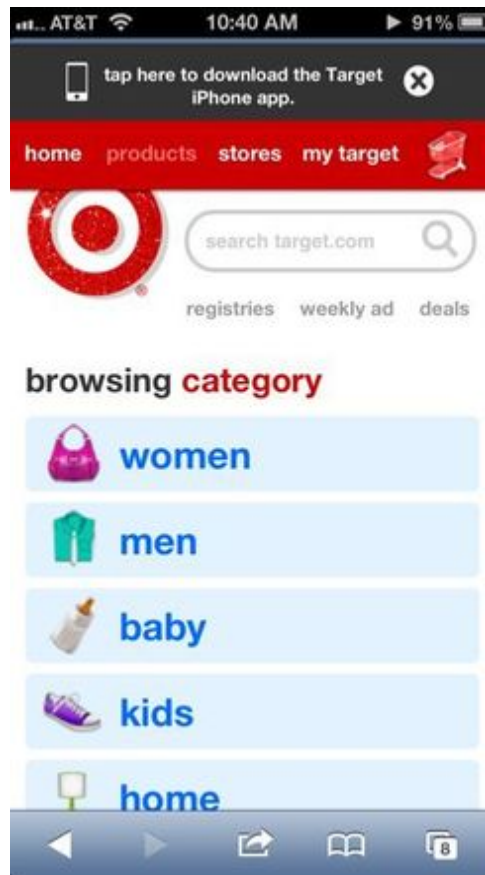 AT&T 10:40 AM 91%
tap here to download the Target
iPhone app.
home products stores my target
search target.com
®
registries weekly ad deals
browsing category
women
men
baby
kids
home
8